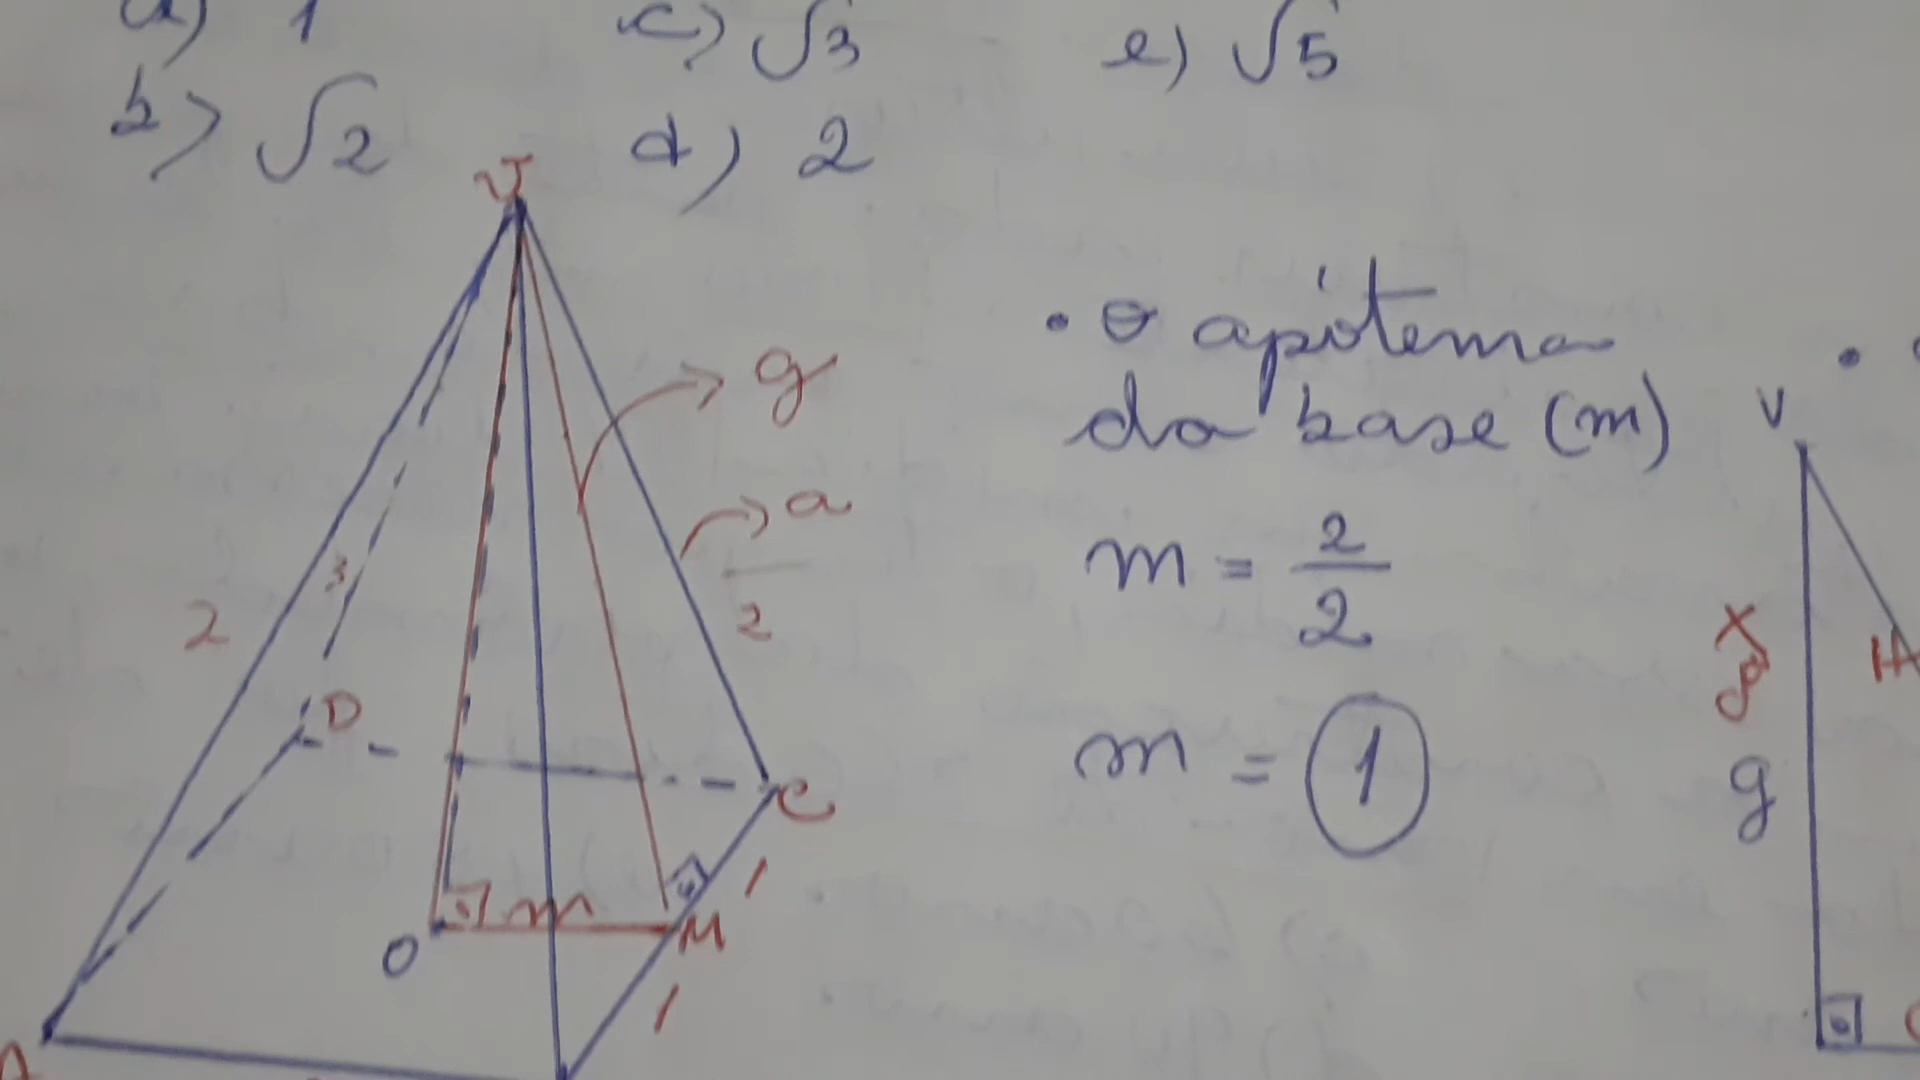 a) 1 c) √3 e) √5
b) √2 d) 2
V
g
a
2
3
2
D
C
1
m
M
O
1
A
• O apótema
da base (m)
m = 2/2
m = 1
•
V
g